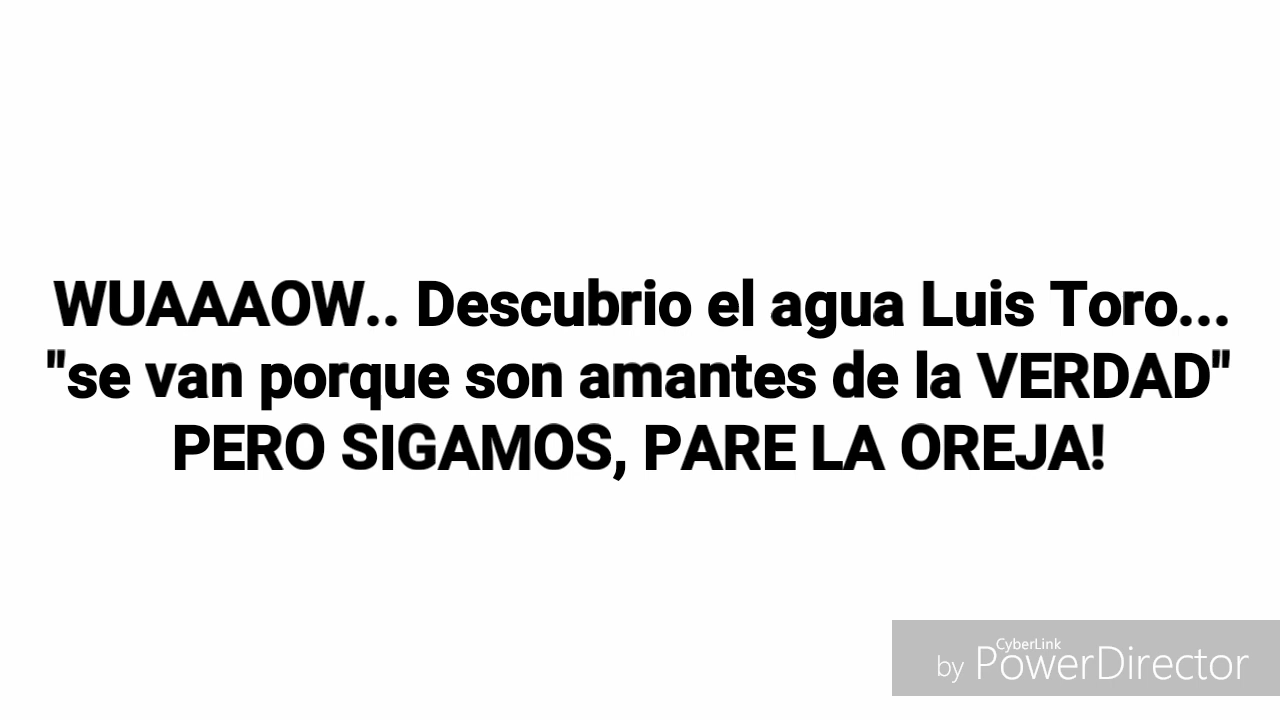 WUAAAOW.. Descubrio el agua Luis Toro...
"se van porque son amantes de la VERDAD"
PERO SIGAMOS, PARE LA OREJA!
CyberLink
by PowerDirector